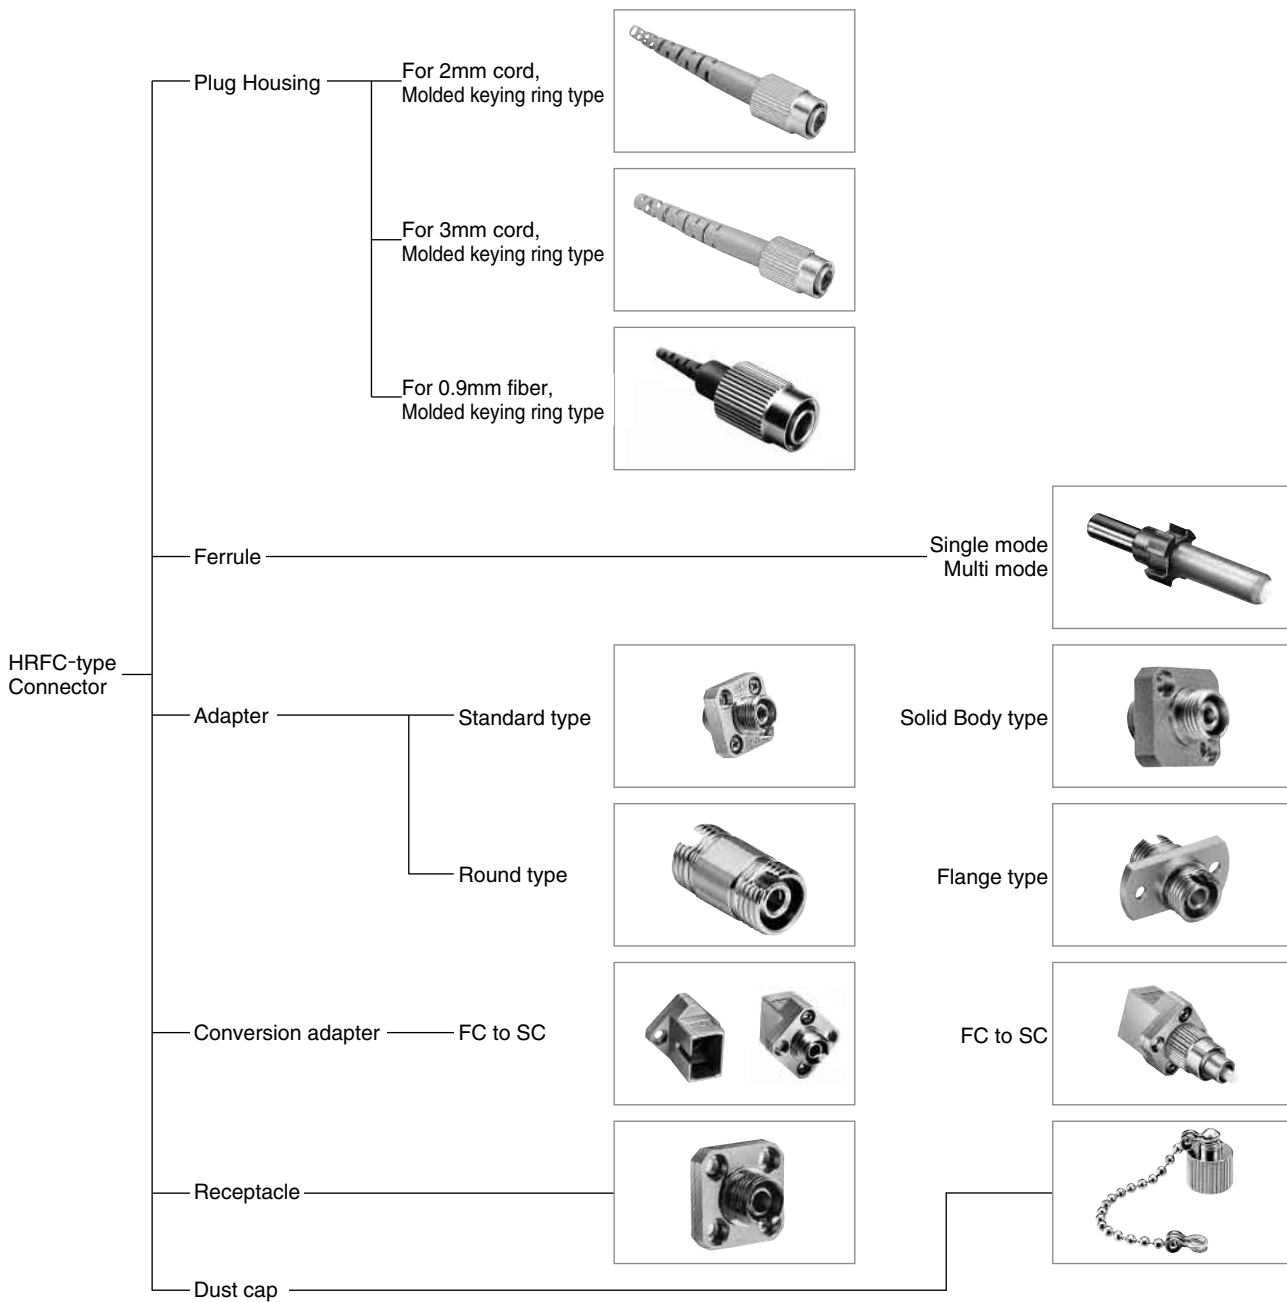 Plug Housing
For 2mm cord,
Molded keying ring type
For 3mm cord,
Molded keying ring type
For 0.9mm fiber,
Molded keying ring type
Ferrule
Single mode
Multi mode
HRFC-type
Connector
Adapter
Standard type
Solid Body type
Round type
Flange type
Conversion adapter
FC to SC
FC to SC
Receptacle
Dust cap